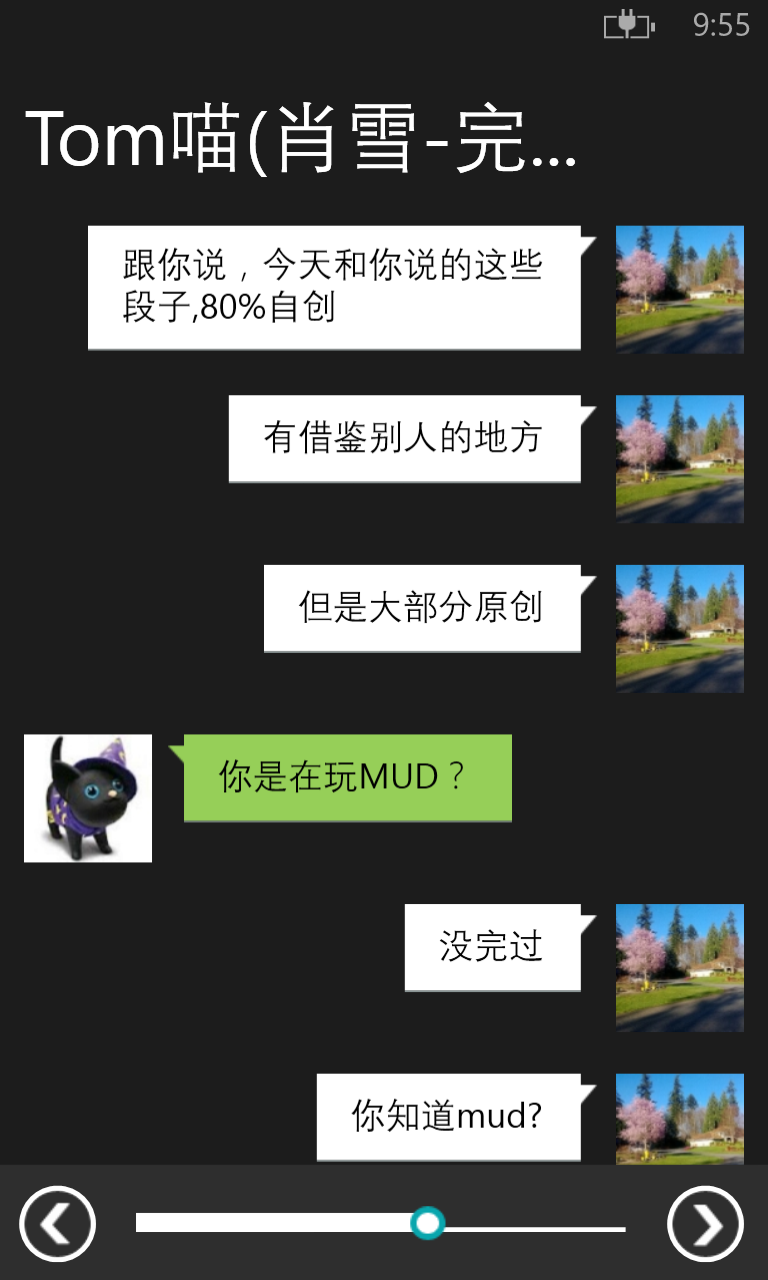 9:55
Tom喵(肖雪-完...
跟你说，今天和你说的这些
段子,80%自创
有借鉴别人的地方
但是大部分原创
你是在玩MUD？
没完过
你知道mud?